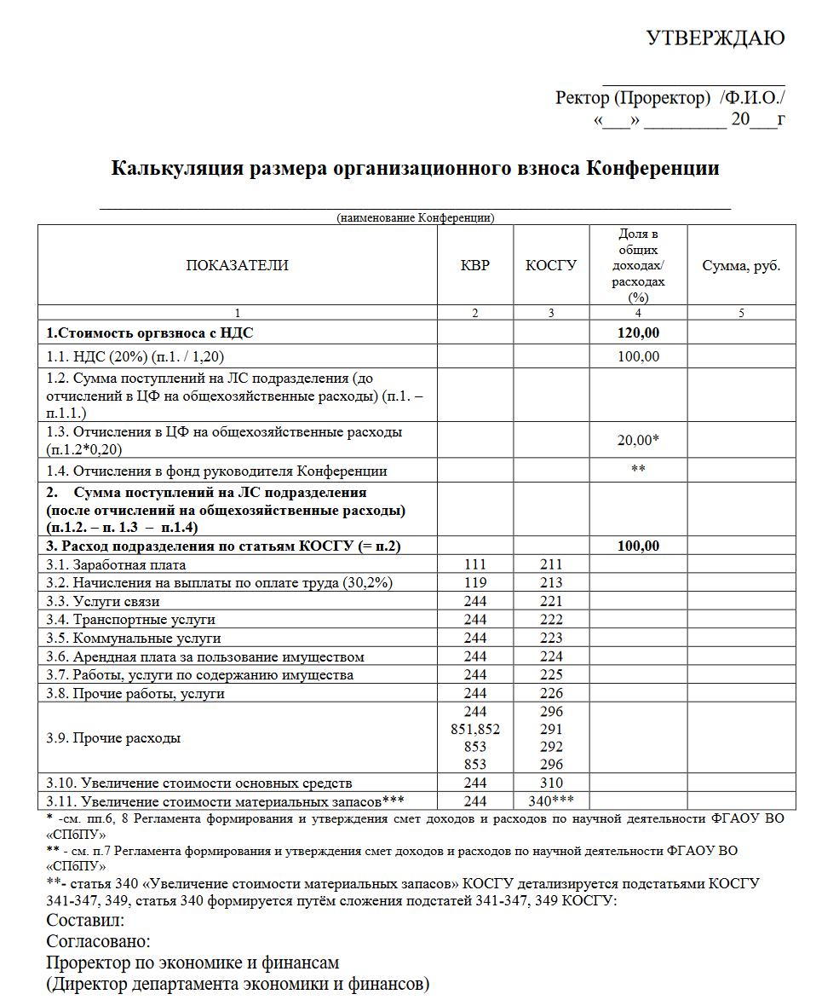 УТВЕРЖДАЮ
____________________
Ректор (Проректор) /Ф.И.О./
«___» _________ 20___г
Калькуляция размера организационного взноса Конференции
______________________________________________________________________________
(наименование Конференции)
ПОКАЗАТЕЛИ КВР КОСГУ Доля в общих доходах/ расходах (%) Сумма, руб.
1 2 3 4 5
1.Стоимость оргвзноса с НДС 120,00
1.1. НДС (20%) (п.1. / 1,20) 100,00
1.2. Сумма поступлений на ЛС подразделения (до
отчислений в ЦФ на общехозяйственные расходы) (п.1. –
п.1.1.)
1.3. Отчисления в ЦФ на общехозяйственные расходы
(п.1.2*0,20) 20,00*
1.4. Отчисления в фонд руководителя Конференции **
2. Сумма поступлений на ЛС подразделения
(после отчислений на общехозяйственные расходы)
(п.1.2. – п. 1.3 – п.1.4)
3. Расход подразделения по статьям КОСГУ (= п.2) 100,00
3.1. Заработная плата 111 211
3.2. Начисления на выплаты по оплате труда (30,2%) 119 213
3.3. Услуги связи 244 221
3.4. Транспортные услуги 244 222
3.5. Коммунальные услуги 244 223
3.6. Арендная плата за пользование имуществом 244 224
3.7. Работы, услуги по содержанию имущества 244 225
3.8. Прочие работы, услуги 244 226
3.9. Прочие расходы
244 296
851,852 291
853 292
853 296
3.10. Увеличение стоимости основных средств 244 310
3.11. Увеличение стоимости материальных запасов*** 244 340***
* -см. пп.6, 8 Регламента формирования и утверждения смет доходов и расходов по научной деятельности ФГАОУ ВО
«СПбПУ»
** - см. п.7 Регламента формирования и утверждения смет доходов и расходов по научной деятельности ФГАОУ ВО
«СПбПУ»
**- статья 340 «Увеличение стоимости материальных запасов» КОСГУ детализируется подстатьями КОСГУ
341-347, 349, статья 340 формируется путём сложения подстатей 341-347, 349 КОСГУ:
Составил:
Согласовано:
Проректор по экономике и финансам
(Директор департамента экономики и финансов)